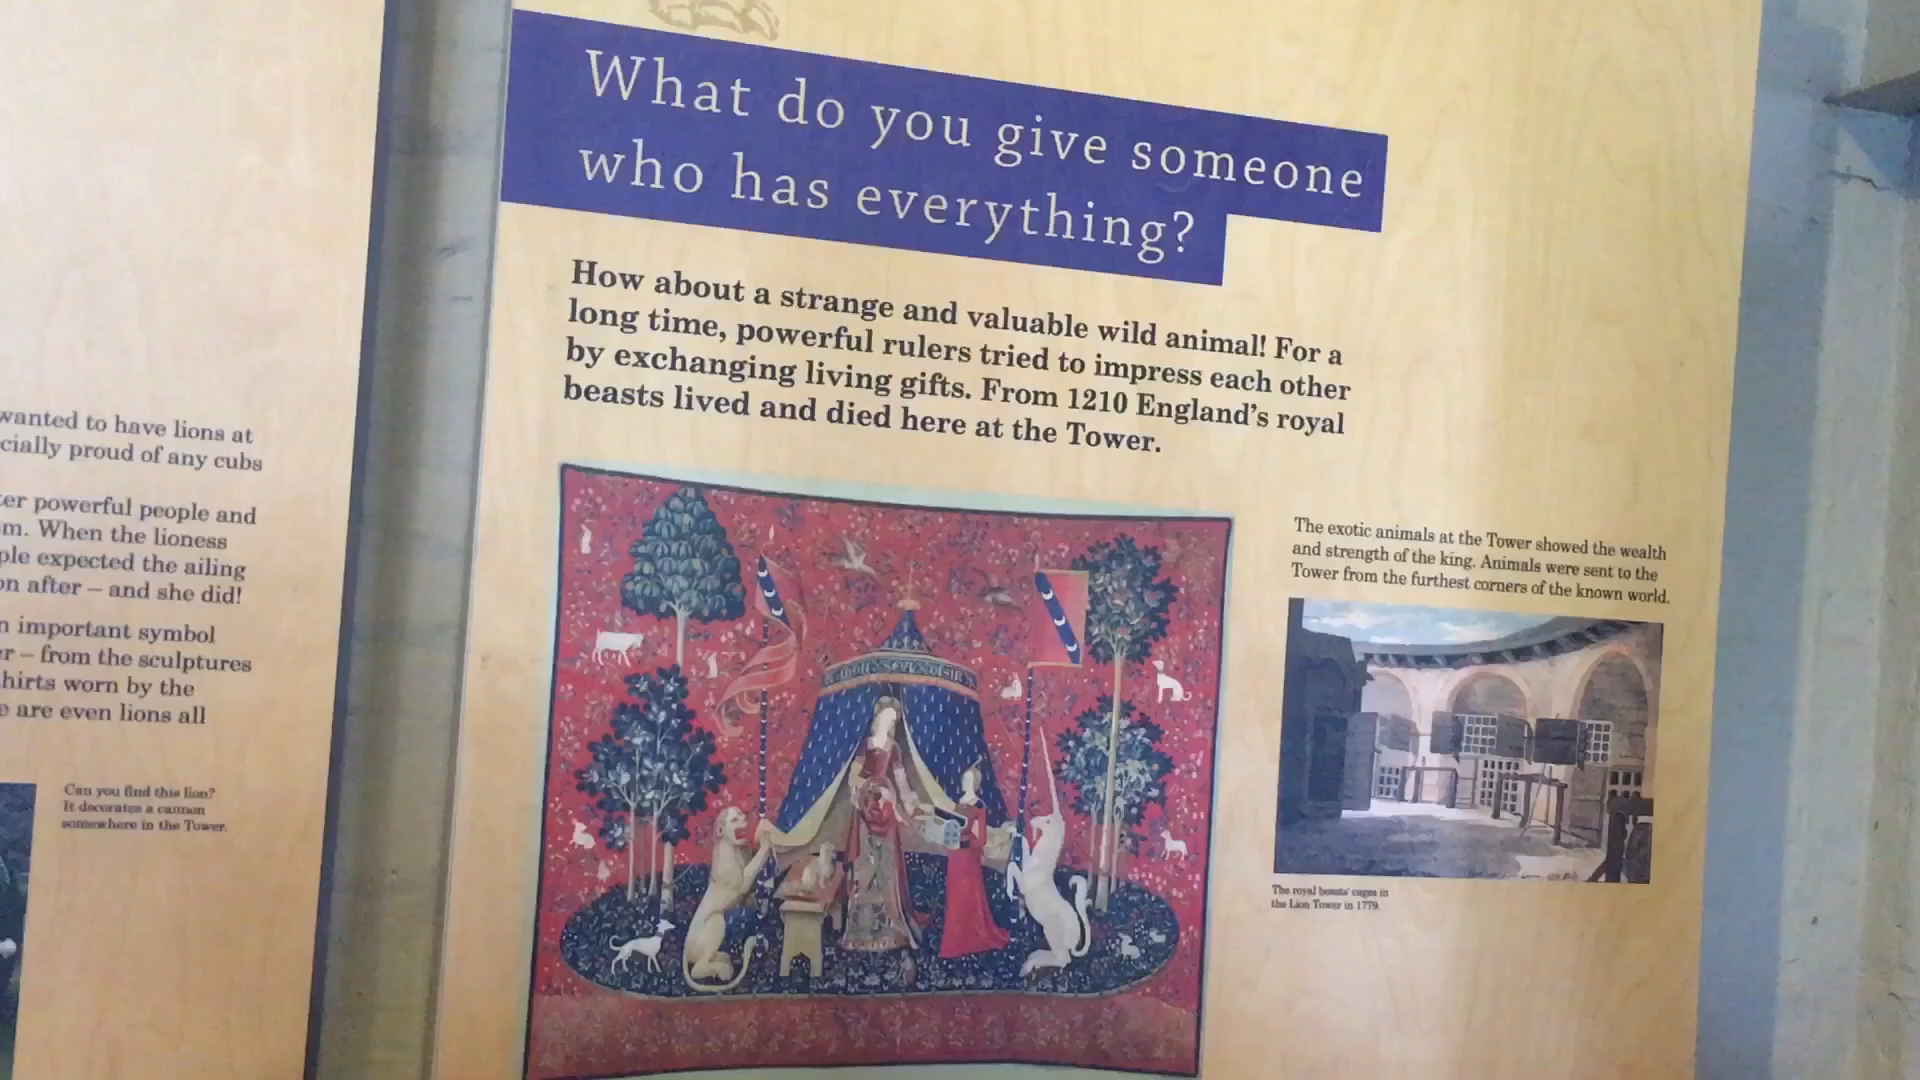 What do you give someone
who has everything?
How about a strange and valuable wild animal! For a
long time, powerful rulers tried to impress each other
by exchanging living gifts. From 1210 England's royal
beasts lived and died here at the Tower.
The exotic animals at the Tower showed the wealth
and strength of the king. Animals were sent to the
Tower from the furthest corners of the known world.
The royal beasts' cages in
the Lion Tower in 1779.
wanted to have lions at
cially proud of any cubs
er powerful people and
m. When the lioness
ple expected the ailing
on after – and she did!
n important symbol
er – from the sculptures
hirts worn by the
e are even lions all
Can you find this lion?
It decorates a cannon
somewhere in the Tower.